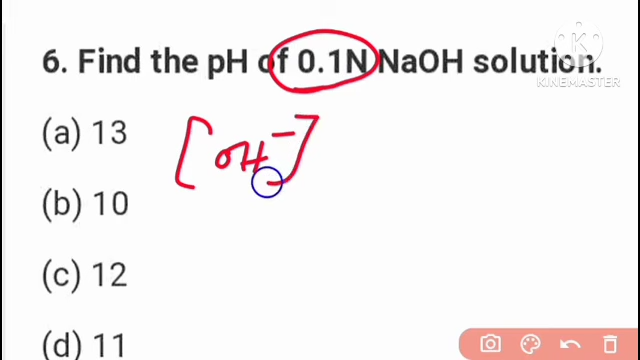 K
KINEMASTER
6. Find the pH of 0.1N NaOH solution.
(a) 13
[OH⁻]
(b) 10
(c) 12
(d) 11